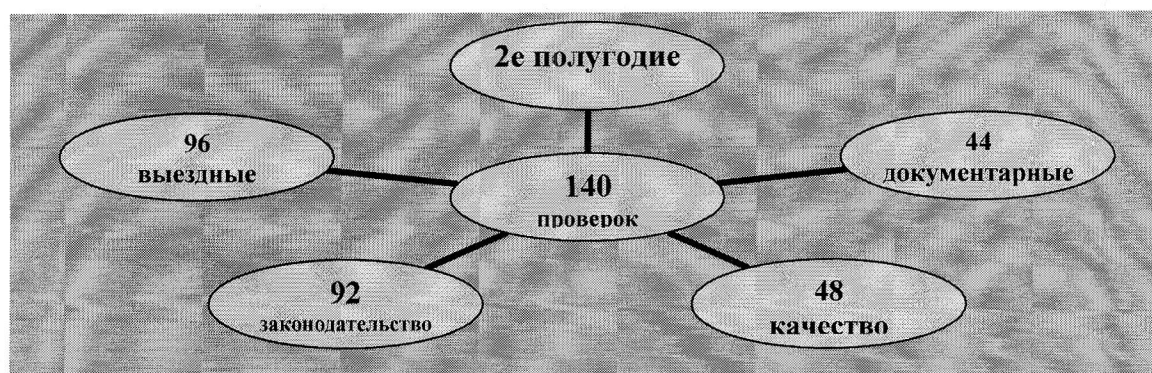 2е полугодие
96
выездные
44
документарные
140
проверок
92
законодательство
48
качество